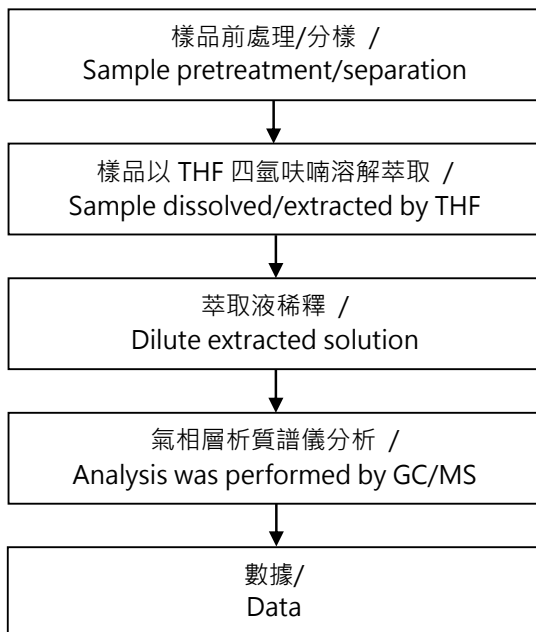 樣品前處理/分樣 /
Sample pretreatment/separation
樣品以 THF 四氫呋喃溶解萃取 /
Sample dissolved/extracted by THF
萃取液稀釋 /
Dilute extracted solution
氣相層析質譜儀分析 /
Analysis was performed by GC/MS
數據/
Data